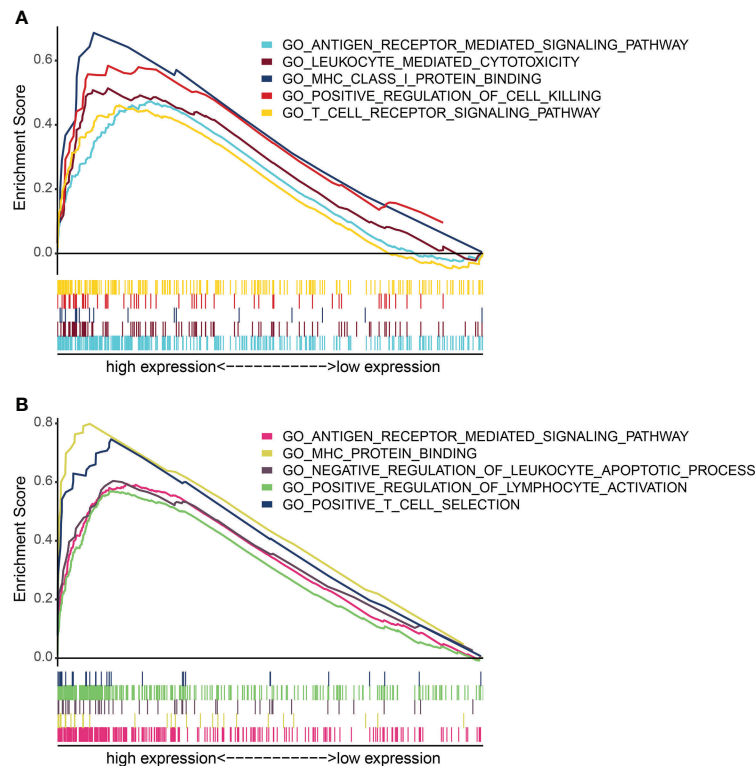 A
GO_ANTIGEN_RECEPTOR_MEDIATED_SIGNALING_PATHWAY
GO_LEUKOCYTE_MEDIATED_CYTOTOXICITY
GO_MHC_CLASS_I_PROTEIN_BINDING
GO_POSITIVE_REGULATION_OF_CELL_KILLING
GO_T_CELL_RECEPTOR_SIGNALING_PATHWAY
Enrichment Score
0.6
0.4
0.2
0.0
high expression<------------>low expression
B
GO_ANTIGEN_RECEPTOR_MEDIATED_SIGNALING_PATHWAY
GO_MHC_PROTEIN_BINDING
GO_NEGATIVE_REGULATION_OF_LEUKOCYTE_APOPTOTIC_PROCESS
GO_POSITIVE_REGULATION_OF_LYMPHOCYTE_ACTIVATION
GO_POSITIVE_T_CELL_SELECTION
Enrichment Score
0.8
0.6
0.4
0.2
0.0
high expression<------------>low expression